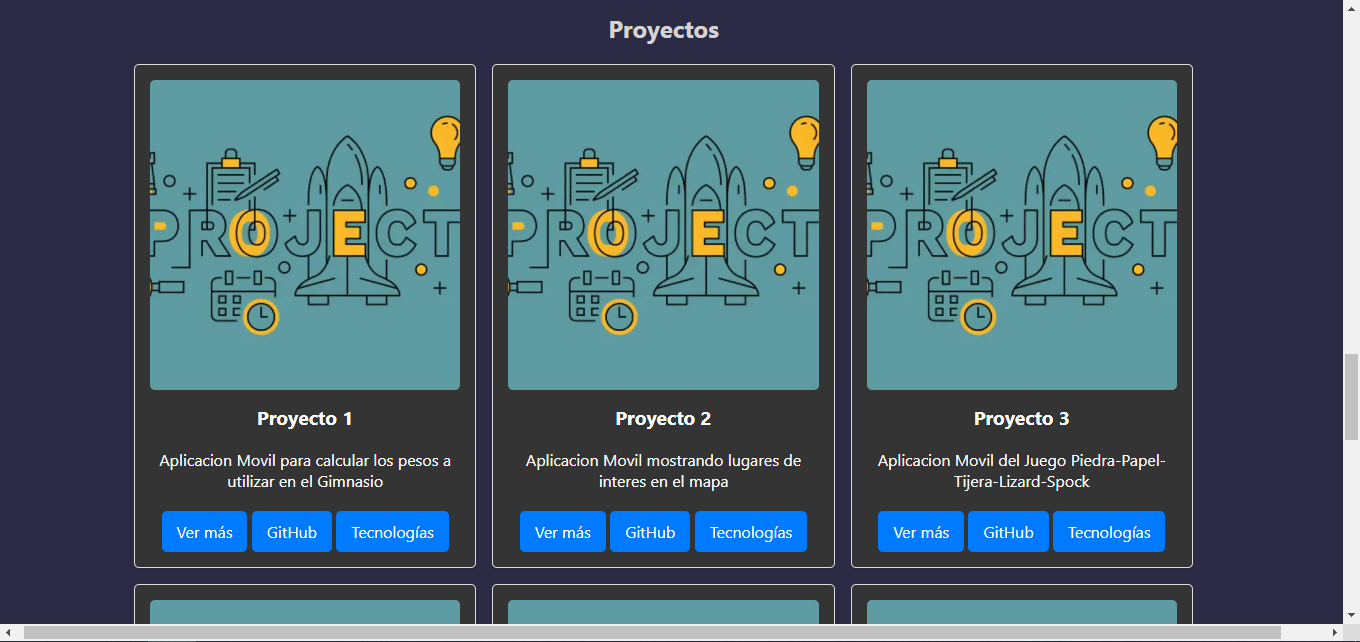 Proyectos
PROJECT
PROJECT
PROJECT
Proyecto 1
Aplicacion Movil para calcular los pesos a
utilizar en el Gimnasio
Ver más
GitHub
Tecnologías
Proyecto 2
Aplicacion Movil mostrando lugares de
interes en el mapa
Ver más
GitHub
Tecnologías
Proyecto 3
Aplicacion Movil del Juego Piedra-Papel-
Tijera-Lizard-Spock
Ver más
GitHub
Tecnologías